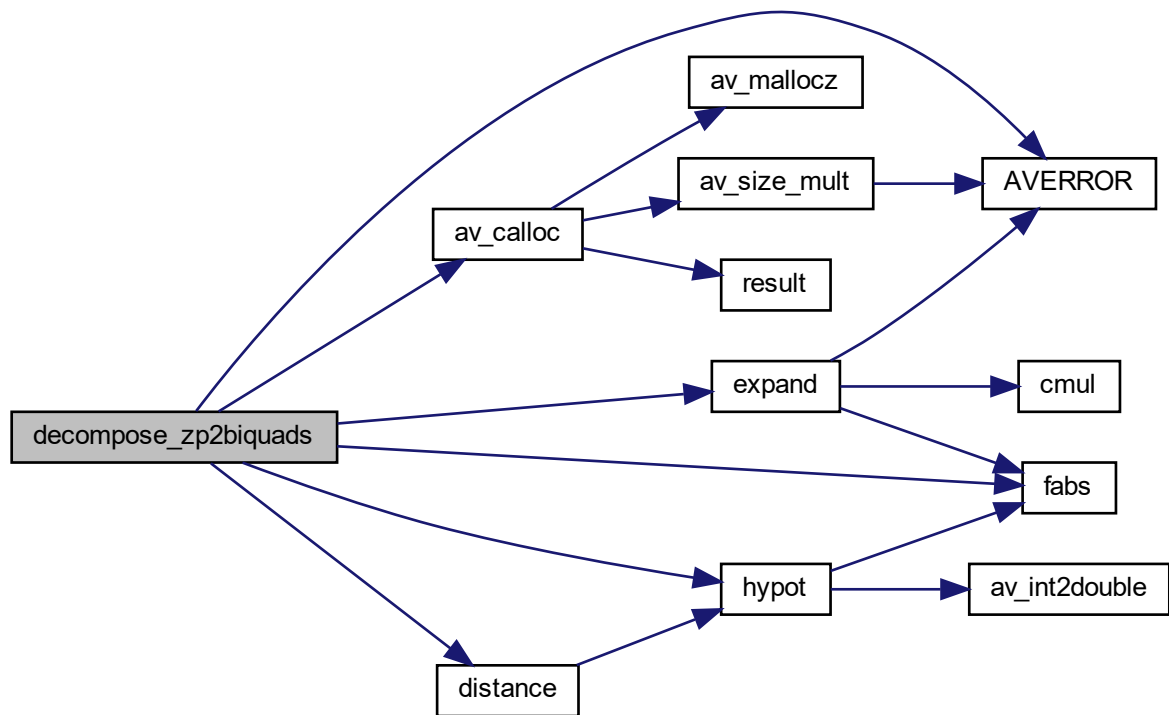 av_mallocz
av_size_mult
AVERROR
av_calloc
result
expand
cmul
decompose_zp2biquads
fabs
hypot
av_int2double
distance